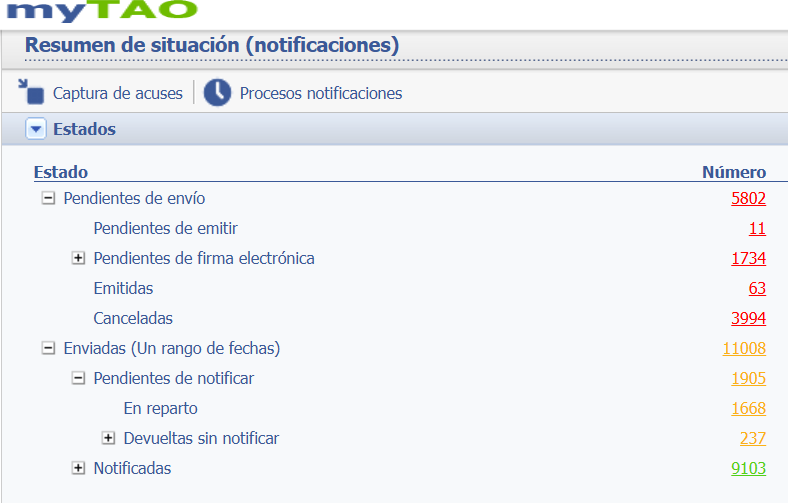 myTAO
Resumen de situación (notificaciones)
Captura de acuses Procesos notificaciones
Estados
Estado Número
Pendientes de envío 5802
Pendientes de emitir 11
Pendientes de firma electrónica 1734
Emitidas 63
Canceladas 3994
Enviadas (Un rango de fechas) 11008
Pendientes de notificar 1905
En reparto 1668
Devueltas sin notificar 237
Notificadas 9103